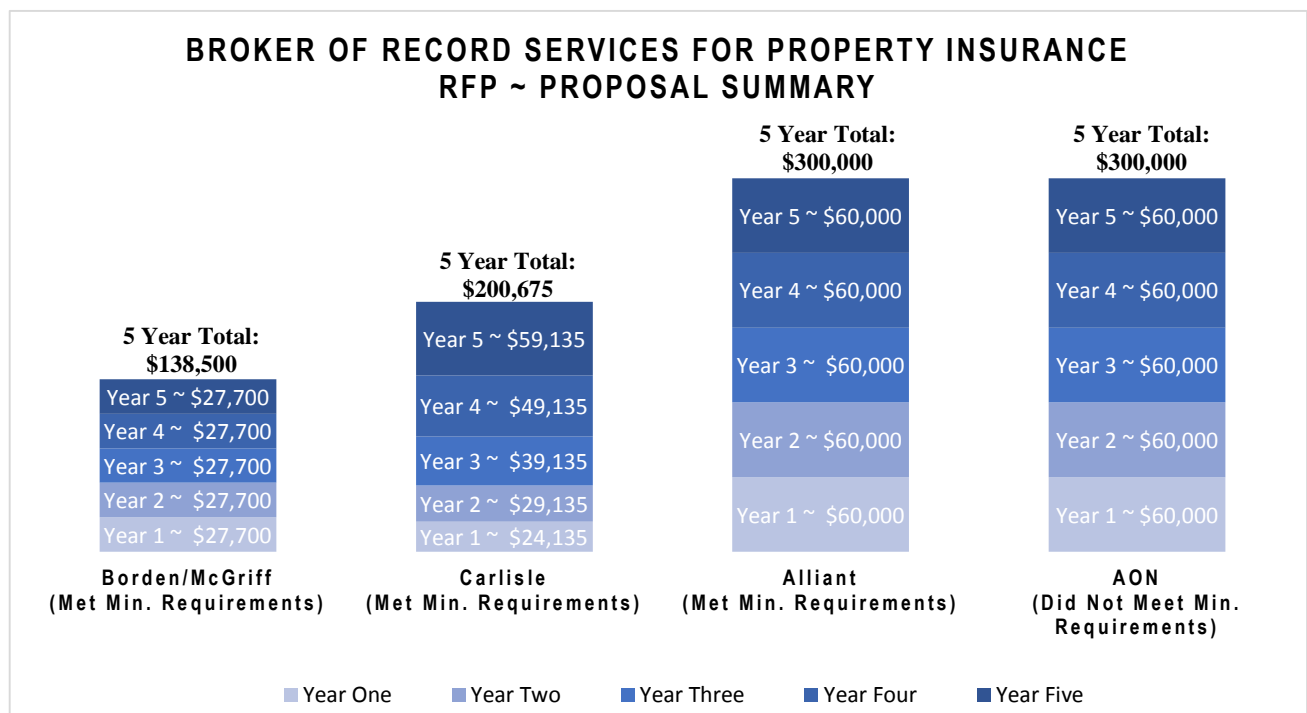 BROKER OF RECORD SERVICES FOR PROPERTY INSURANCE
RFP ~ PROPOSAL SUMMARY
5 Year Total:
$138,500
Year 5 ~ $27,700
Year 4 ~ $27,700
Year 3 ~ $27,700
Year 2 ~ $27,700
Year 1 ~ $27,700
Borden/McGriff
(Met Min. Requirements)
5 Year Total:
$200,675
Year 5 ~ $59,135
Year 4 ~ $49,135
Year 3 ~ $39,135
Year 2 ~ $29,135
Year 1 ~ $24,135
Carlisle
(Met Min. Requirements)
5 Year Total:
$300,000
Year 5 ~ $60,000
Year 4 ~ $60,000
Year 3 ~ $60,000
Year 2 ~ $60,000
Year 1 ~ $60,000
Alliant
(Met Min. Requirements)
5 Year Total:
$300,000
Year 5 ~ $60,000
Year 4 ~ $60,000
Year 3 ~ $60,000
Year 2 ~ $60,000
Year 1 ~ $60,000
AON
(Did Not Meet Min.
Requirements)
Year One
Year Two
Year Three
Year Four
Year Five